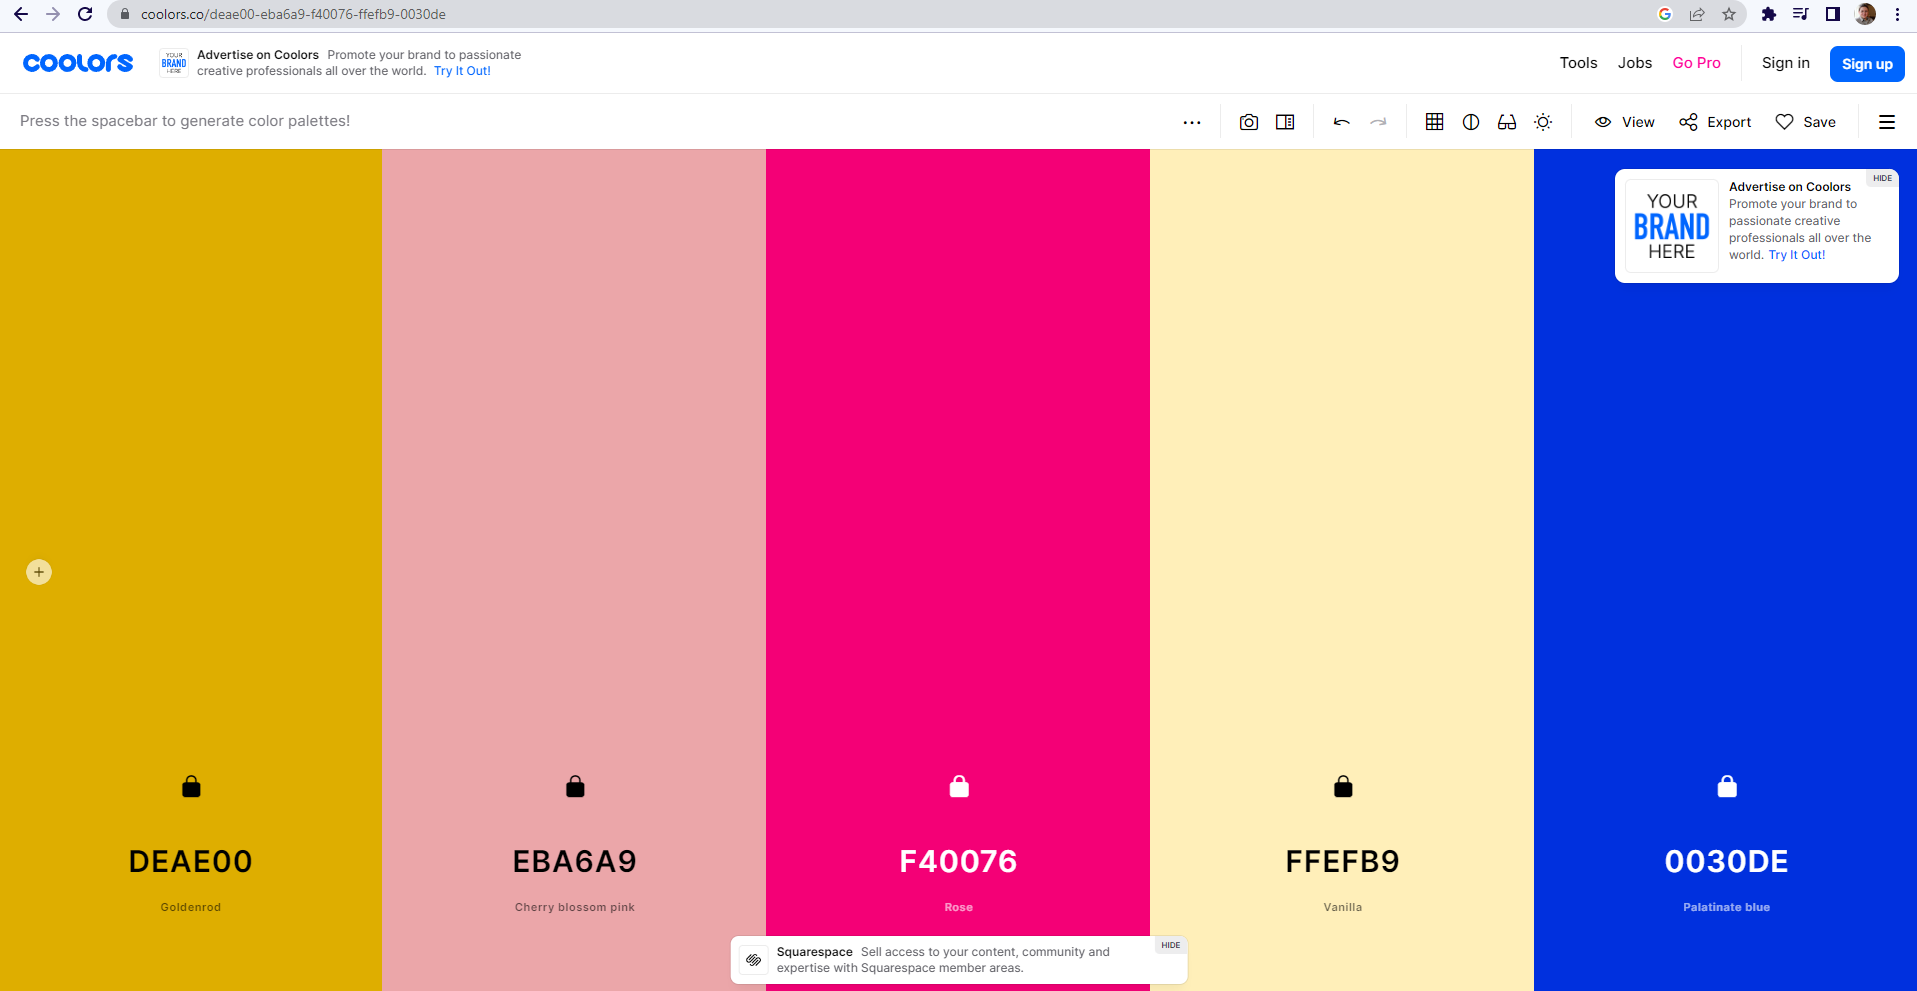 coolors.co/deae00-eba6a9-f40076-ffefb9-0030de
coolors
YOUR
BRAND
HERE
Advertise on Coolors Promote your brand to passionate
creative professionals all over the world. Try It Out!
Tools Jobs Go Pro Sign in Sign up
Press the spacebar to generate color palettes!
View Export Save
HIDE
YOUR
BRAND
HERE
Advertise on Coolors
Promote your brand to
passionate creative
professionals all over the
world. Try It Out!
DEAE00 EBA6A9 F40076 FFEFB9 0030DE
Goldenrod Cherry blossom pink Rose Vanilla Palatinate blue
Squarespace Sell access to your content, community and
expertise with Squarespace member areas.
HIDE